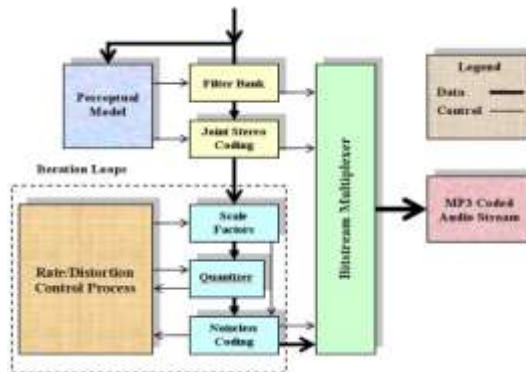 Perceptual
Model
Filter Bank
Joint Stereo
Coding
Iteration Loops
Rate/Distortion
Control Process
Scale
Factors
Quantizer
Noiseless
Coding
Bitstream Multiplexer
Legend
Data
Control
MP3 Coded
Audio Stream